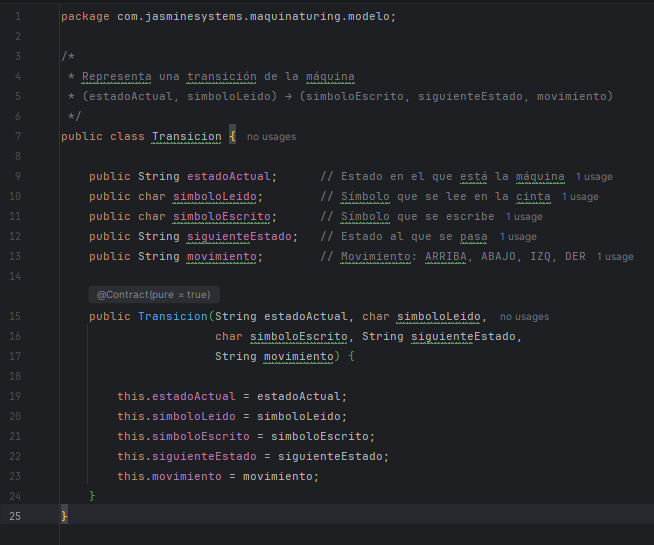 1 package com.jasminesystems.maquinaturing.modelo;
2
3 /*
4  * Representa una transición de la máquina
5  * (estadoActual, simboloLeido) → (simboloEscrito, siguienteEstado, movimiento)
6  */
7 public class Transicion { no usages
8
9     public String estadoActual;      // Estado en el que está la máquina 1 usage
10     public char simboloLeido;        // Símbolo que se lee en la cinta 1 usage
11     public char simboloEscrito;      // Símbolo que se escribe 1 usage
12     public String siguienteEstado;   // Estado al que se pasa 1 usage
13     public String movimiento;        // Movimiento: ARRIBA, ABAJO, IZQ, DER 1 usage
14
@Contract(pure = true)
15     public Transicion(String estadoActual, char simboloLeido, no usages
16                       char simboloEscrito, String siguienteEstado,
17                       String movimiento) {
18
19         this.estadoActual = estadoActual;
20         this.simboloLeido = simboloLeido;
21         this.simboloEscrito = simboloEscrito;
22         this.siguienteEstado = siguienteEstado;
23         this.movimiento = movimiento;
24     }
25 }